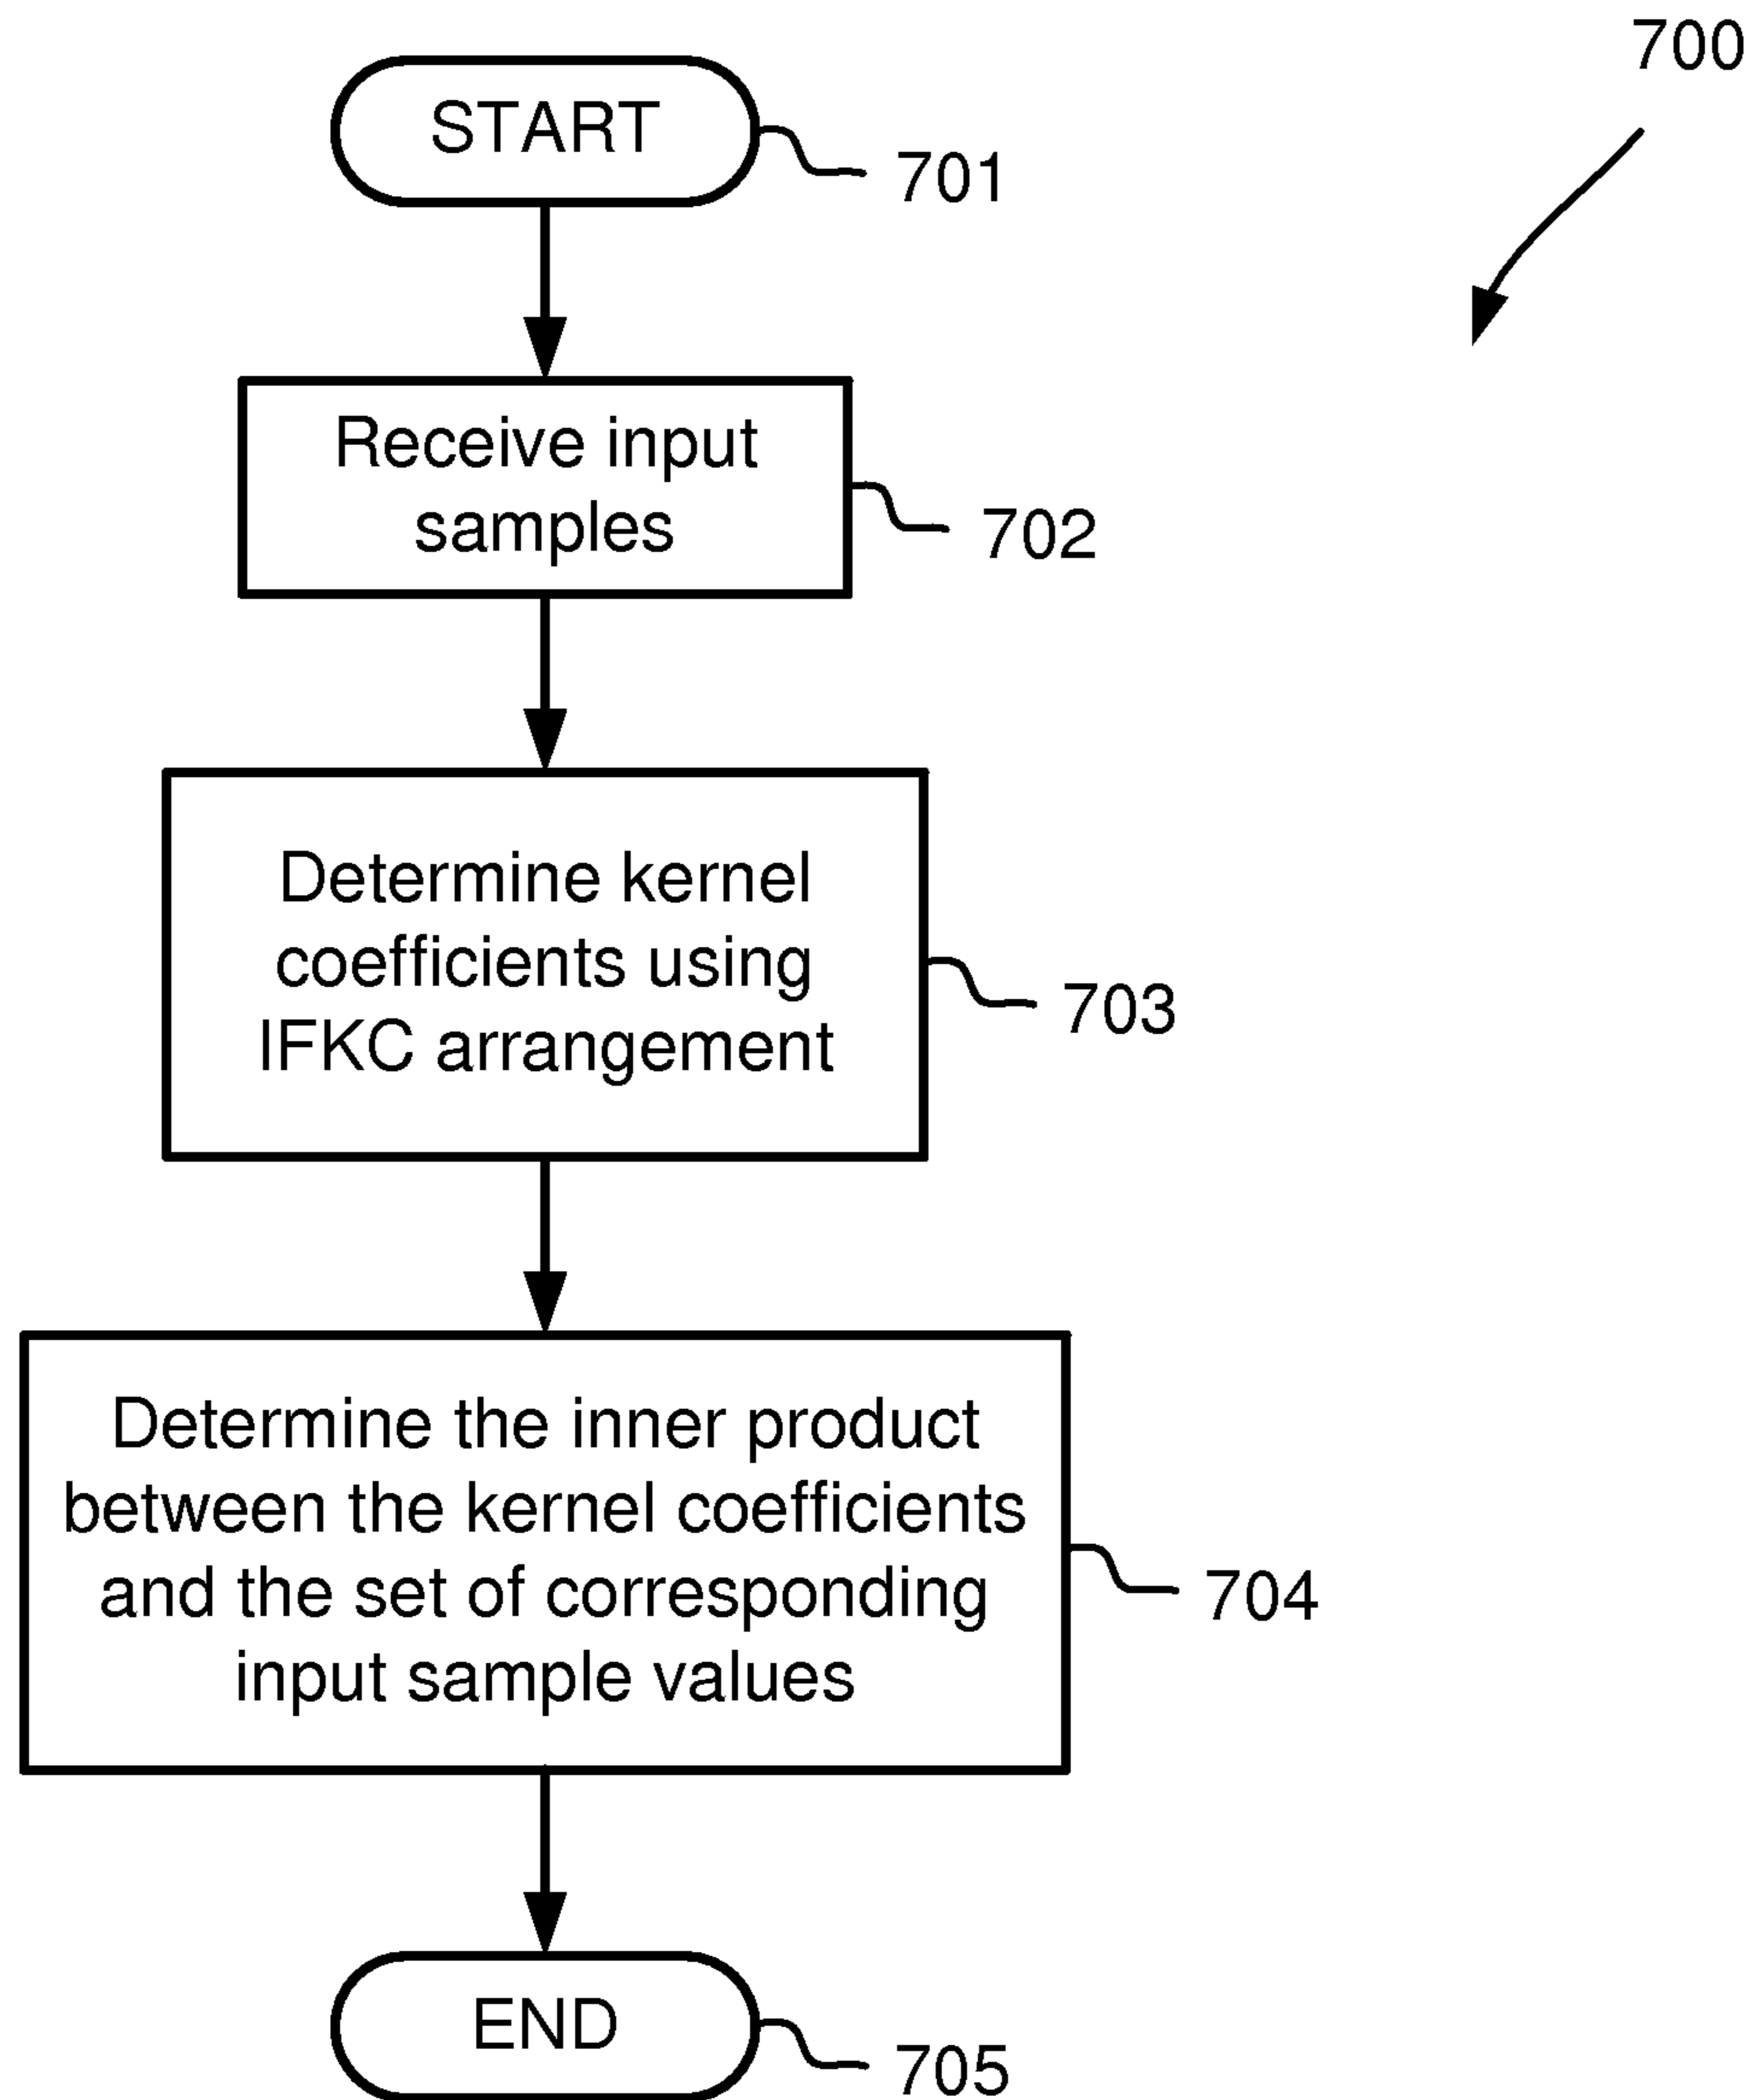 700
START
701
Receive input
samples
702
Determine kernel
coefficients using
IFKC arrangement
703
Determine the inner product
between the kernel coefficients
and the set of corresponding
input sample values
704
END
705